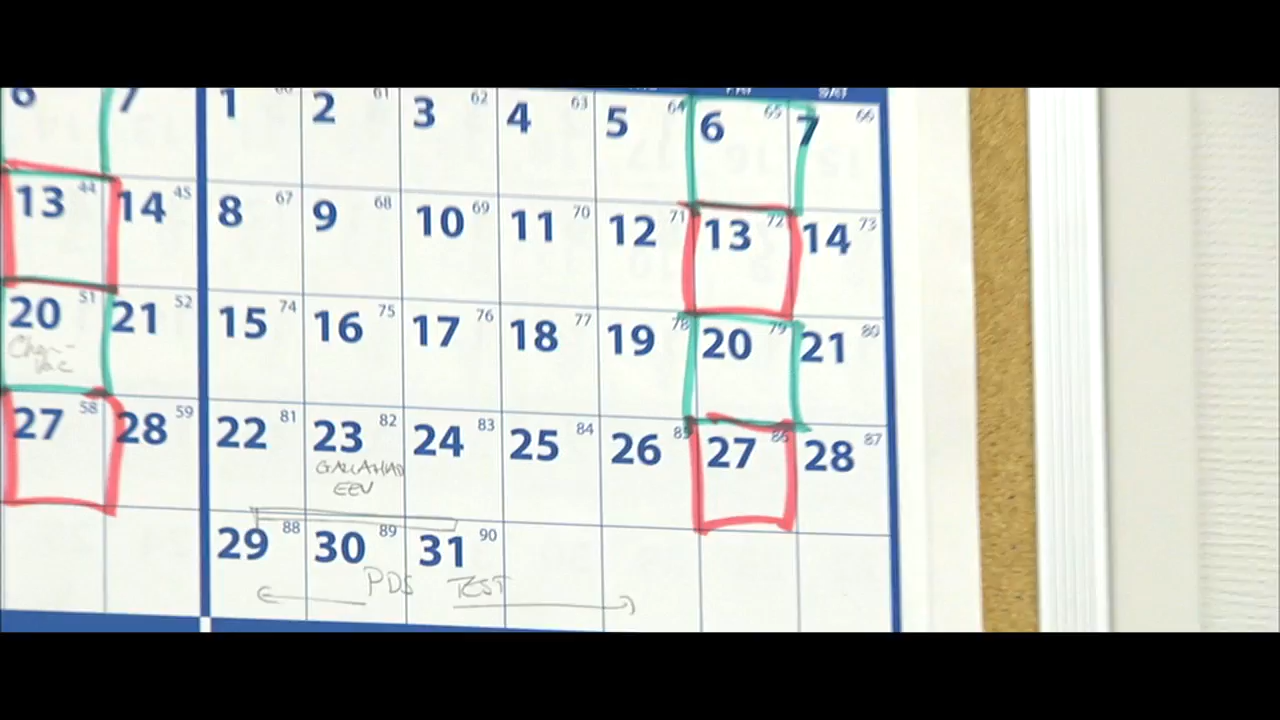 FRI SAT
6 7 1 60 2 61 3 62 4 63 5 64 6 65 7 66
13 44 14 45 8 67 9 68 10 69 11 70 12 71 13 72 14 73
20 51 21 52 15 74 16 75 17 76 18 77 19 78 20 79 21 80
27 58 28 59 22 81 23 82 24 83 25 84 26 85 27 86 28 87
GALLAHAD
EEV
29 88 30 89 31 90
PDS TEST